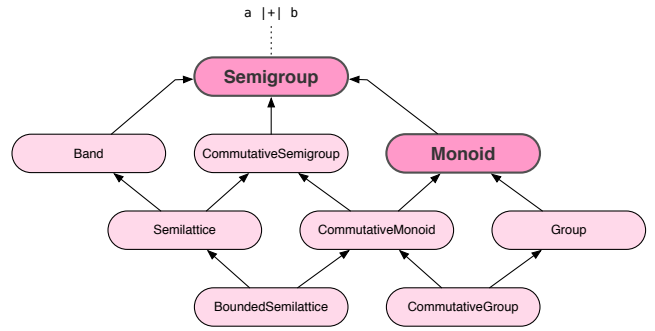 a |+| b
Semigroup
Band
CommutativeSemigroup
Monoid
Semilattice
CommutativeMonoid
Group
BoundedSemilattice
CommutativeGroup